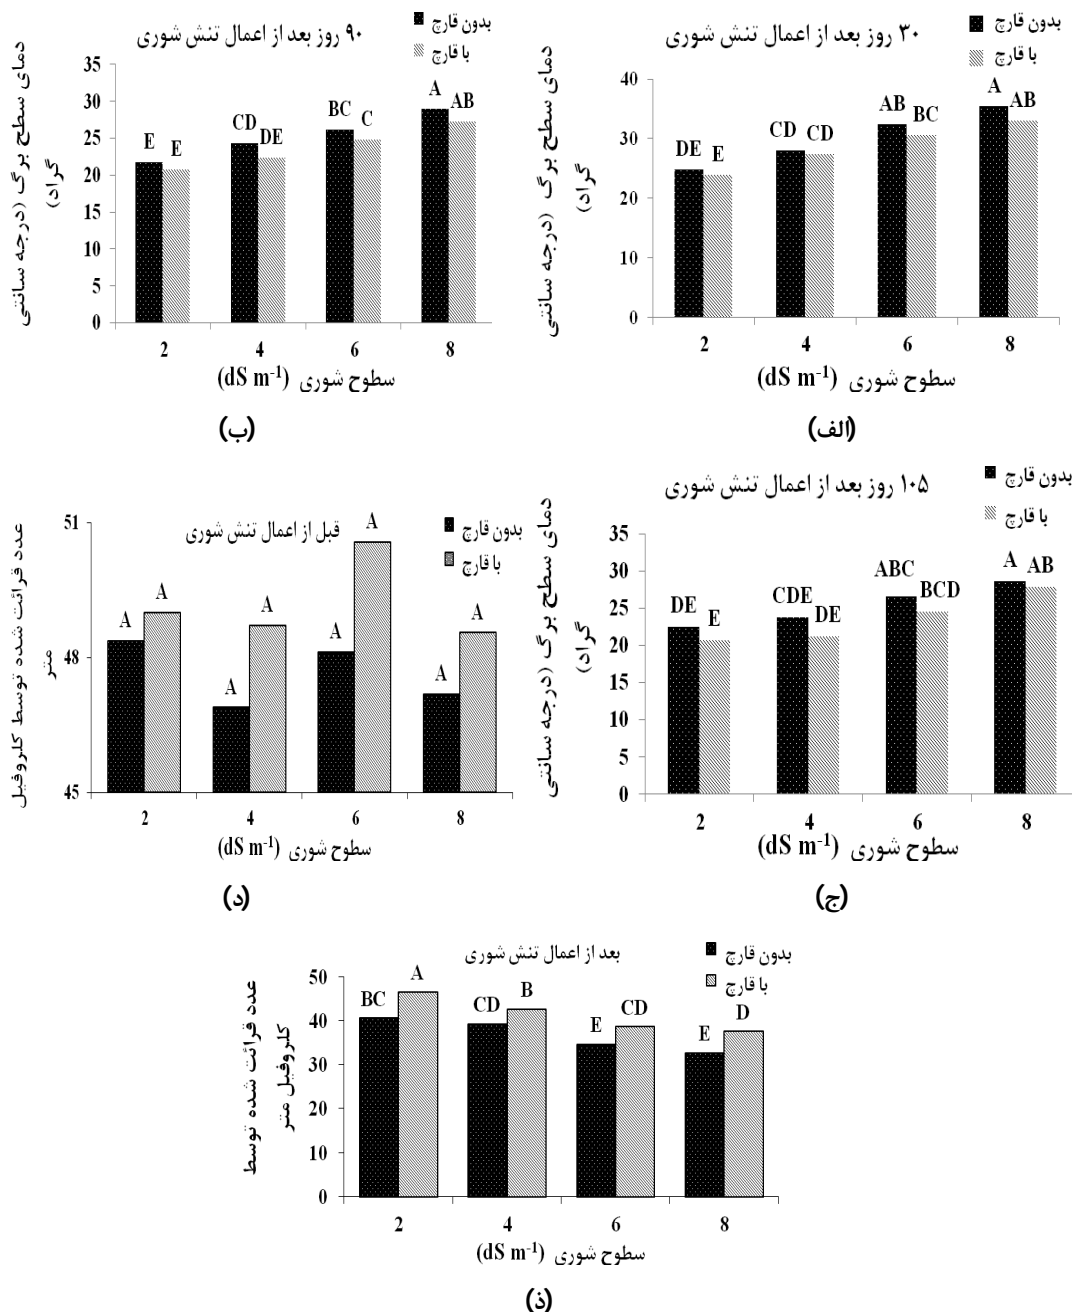 ۳۰ روز بعد از اعمال تنش شوری
بدون قارچ
با قارچ
دمای سطح برگ (درجه سانتی
گراد)
40
30
20
10
0
DE E CD CD AB BC A AB
2 4 6 8
سطوح شوری (dS m-1)
(الف)
۹۰ روز بعد از اعمال تنش شوری
بدون قارچ
با قارچ
دمای سطح برگ (درجه سانتی
گراد)
35
30
25
20
15
10
5
0
E E CD DE BC C A AB
2 4 6 8
سطوح شوری (dS m-1)
(ب)
۱۰۵ روز بعد از اعمال تنش شوری
بدون قارچ
با قارچ
دمای سطح برگ (درجه سانتی
گراد)
35
30
25
20
15
10
5
0
DE E CDE DE ABC BCD A AB
2 4 6 8
سطوح شوری (dS m-1)
(ج)
قبل از اعمال تنش شوری
بدون قارچ
با قارچ
عدد قرائت شده توسط کلروفیل
متر
51
48
45
A A A A A A A A
2 4 6 8
سطوح شوری (dS m-1)
(د)
بعد از اعمال تنش شوری
بدون قارچ
با قارچ
عدد قرائت شده توسط
کلروفیل متر
50
40
30
20
10
0
BC A CD B E CD E D
2 4 6 8
سطوح شوری (dS m-1)
(ذ)